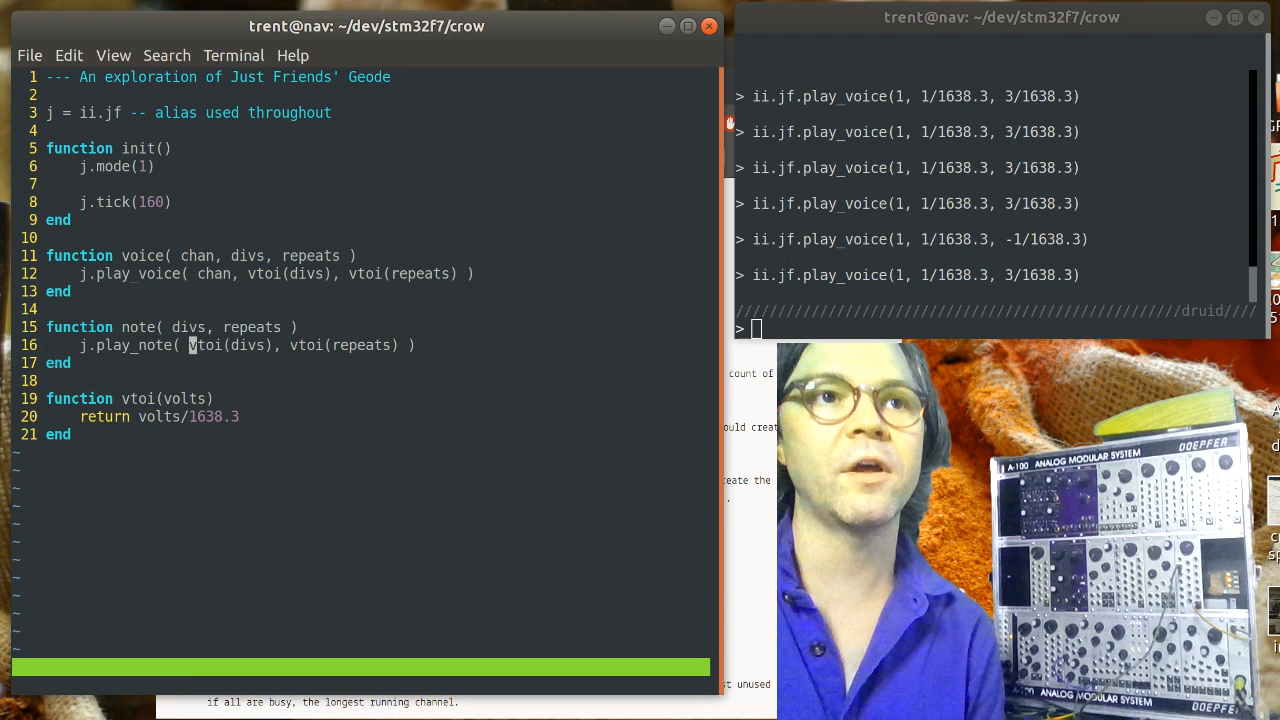 trent@nav: ~/dev/stm32f7/crow
File Edit View Search Terminal Help
1 --- An exploration of Just Friends' Geode
2
3 j = ii.jf -- alias used throughout
4
5 function init()
6 j.mode(1)
7
8 j.tick(160)
9 end
10
11 function voice( chan, divs, repeats )
12 j.play_voice( chan, vtoi(divs), vtoi(repeats) )
13 end
14
15 function note( divs, repeats )
16 j.play_note( vtoi(divs), vtoi(repeats) )
17 end
18
19 function vtoi(volts)
20 return volts/1638.3
21 end
~
~
~
~
~
~
~
~
~
~
~
~
trent@nav: ~/dev/stm32f7/crow
> ii.jf.play_voice(1, 1/1638.3, 3/1638.3)
> ii.jf.play_voice(1, 1/1638.3, 3/1638.3)
> ii.jf.play_voice(1, 1/1638.3, 3/1638.3)
> ii.jf.play_voice(1, 1/1638.3, 3/1638.3)
> ii.jf.play_voice(1, 1/1638.3, -1/1638.3)
> ii.jf.play_voice(1, 1/1638.3, 3/1638.3)
/////////////////////////////////////////////////////druid////
>
count of
eate the
unused
if all are busy, the longest running channel.
A-100 ANALOG MODULAR SYSTEM DOEPFER
A-100 ANALOG MODULAR SYSTEM DOEPFER